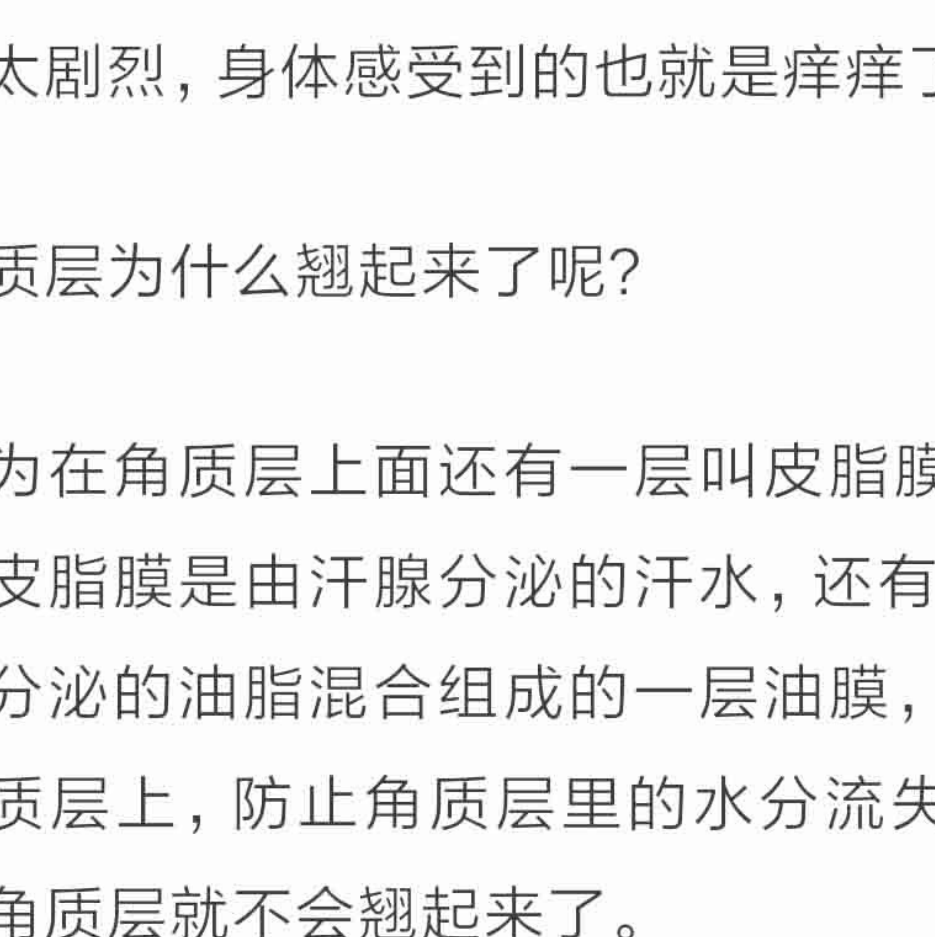 太剧烈，身体感受到的也就是痒痒了
质层为什么翘起来了呢？
为在角质层上面还有一层叫皮脂膜
皮脂膜是由汗腺分泌的汗水，还有
分泌的油脂混合组成的一层油膜，
质层上，防止角质层里的水分流失
角质层就不会翘起来了。